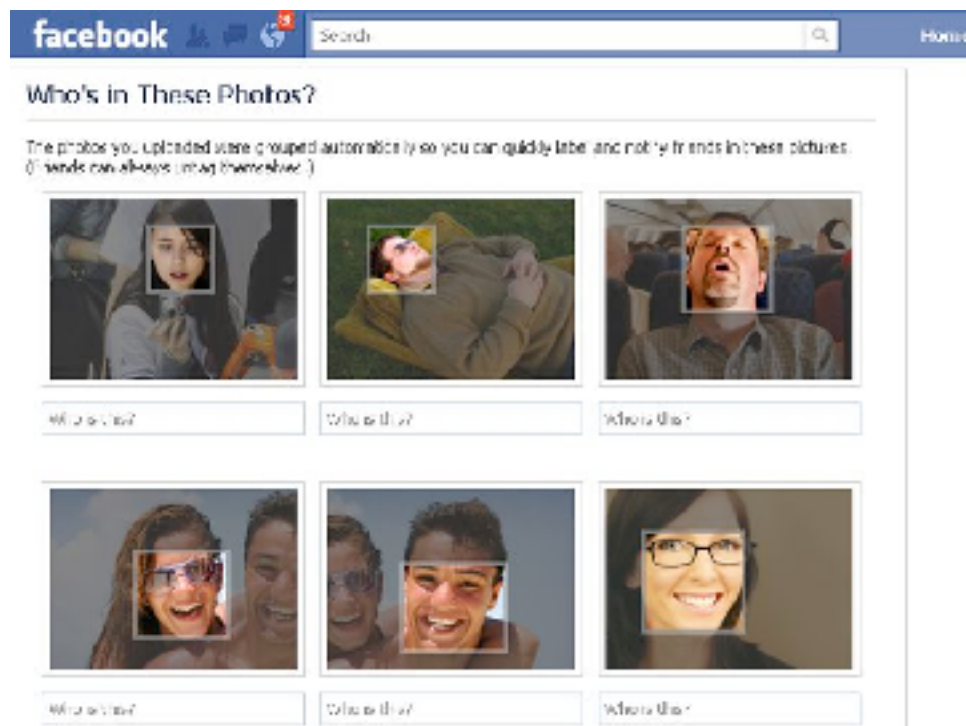 facebook
Search
Home
Who's in These Photos?
The photos you uploaded were grouped automatically so you can quickly label and notify friends in these pictures.
(Friends can always untag themselves.)
Who is this?
Who is this?
Who is this?
Who is this?
Who is this?
Who is this?